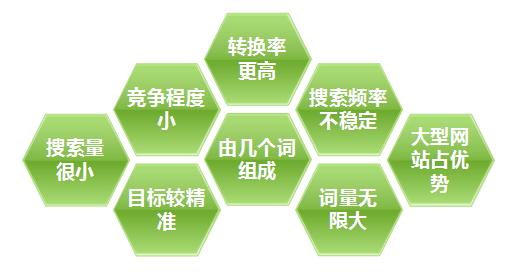 转换率
更高
竞争程度
小
搜索频率
不稳定
搜索量
很小
由几个词
组成
大型网
站占优
势
目标较精
准
词量无
限大